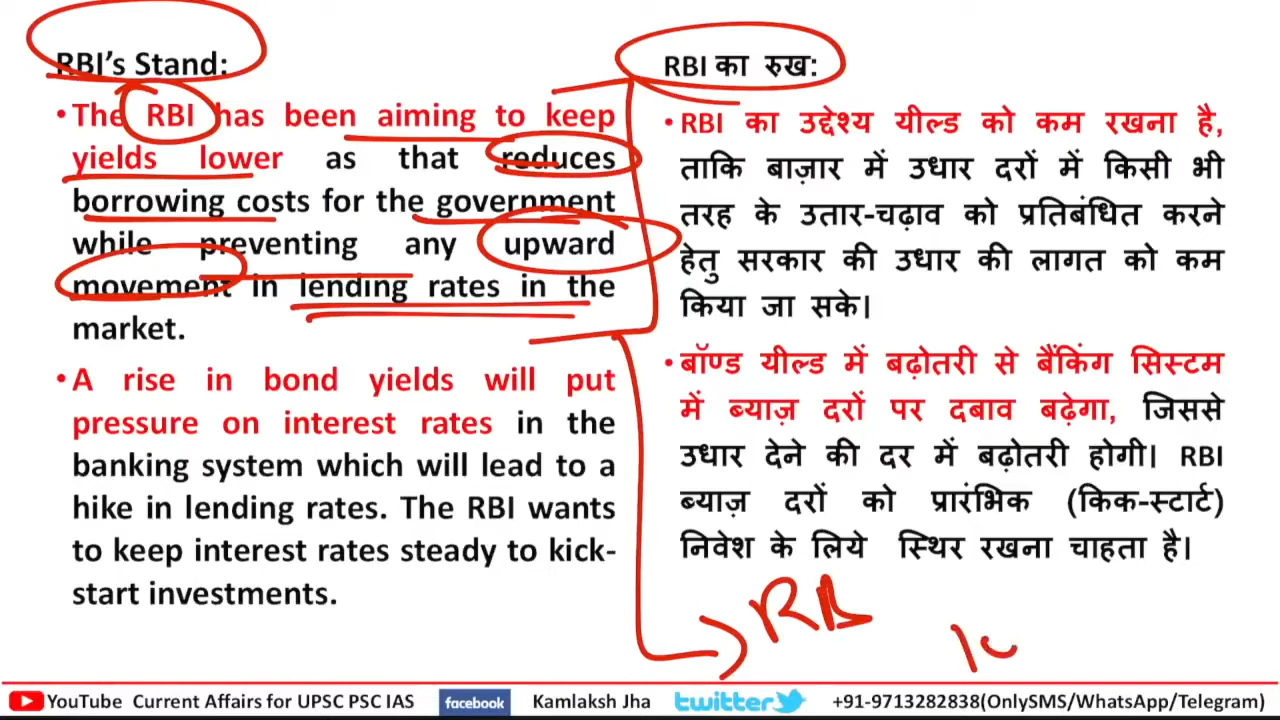 RBI's Stand:
• The RBI has been aiming to keep
yields lower as that reduces
borrowing costs for the government
while preventing any upward
movement in lending rates in the
market.
• A rise in bond yields will put
pressure on interest rates in the
banking system which will lead to a
hike in lending rates. The RBI wants
to keep interest rates steady to kick-
start investments.
RBI का रुख:
• RBI का उद्देश्य यील्ड को कम रखना है,
ताकि बाज़ार में उधार दरों में किसी भी
तरह के उतार-चढ़ाव को प्रतिबंधित करने
हेतु सरकार की उधार की लागत को कम
किया जा सके।
• बॉण्ड यील्ड में बढ़ोतरी से बैंकिंग सिस्टम
में ब्याज़ दरों पर दबाव बढ़ेगा, जिससे
उधार देने की दर में बढ़ोतरी होगी। RBI
ब्याज़ दरों को प्रारंभिक (किक-स्टार्ट)
निवेश के लिये स्थिर रखना चाहता है।
RB
YouTube Current Affairs for UPSC PSC IAS facebook Kamlaksh Jha twitter +91-9713282838(OnlySMS/WhatsApp/Telegram)